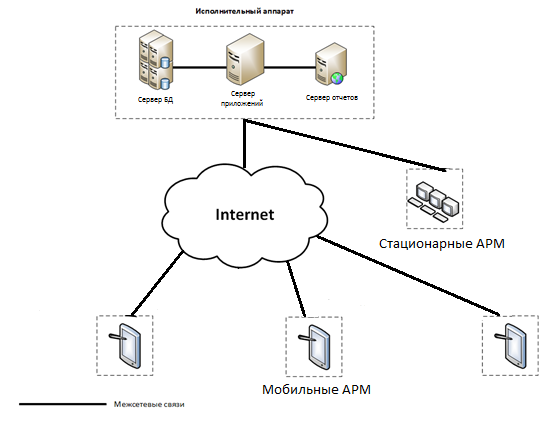 Исполнительный аппарат
Сервер БД
Сервер
приложений
Сервер отчетов
Internet
Стационарные АРМ
Мобильные АРМ
Межсетевые связи